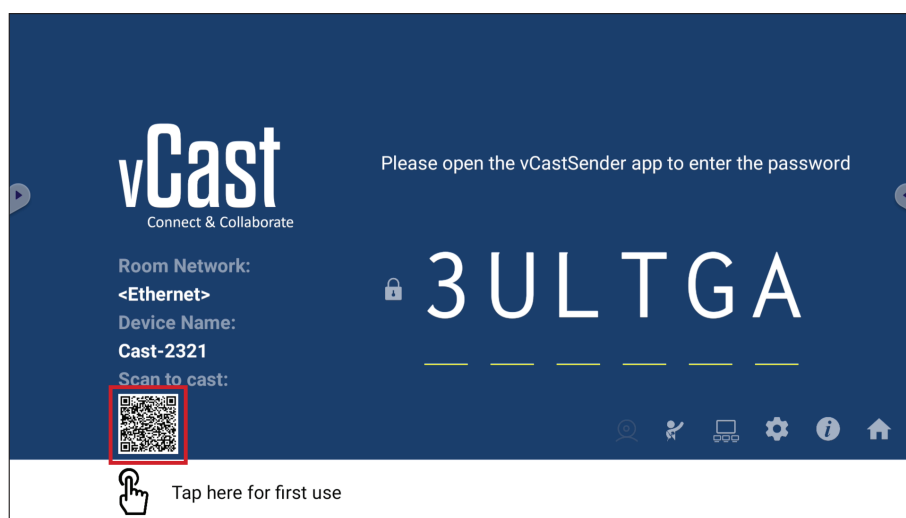 vCast
Connect & Collaborate
Please open the vCastSender app to enter the password
Room Network:
<Ethernet>
Device Name:
Cast-2321
Scan to cast:
3ULTGA
Tap here for first use